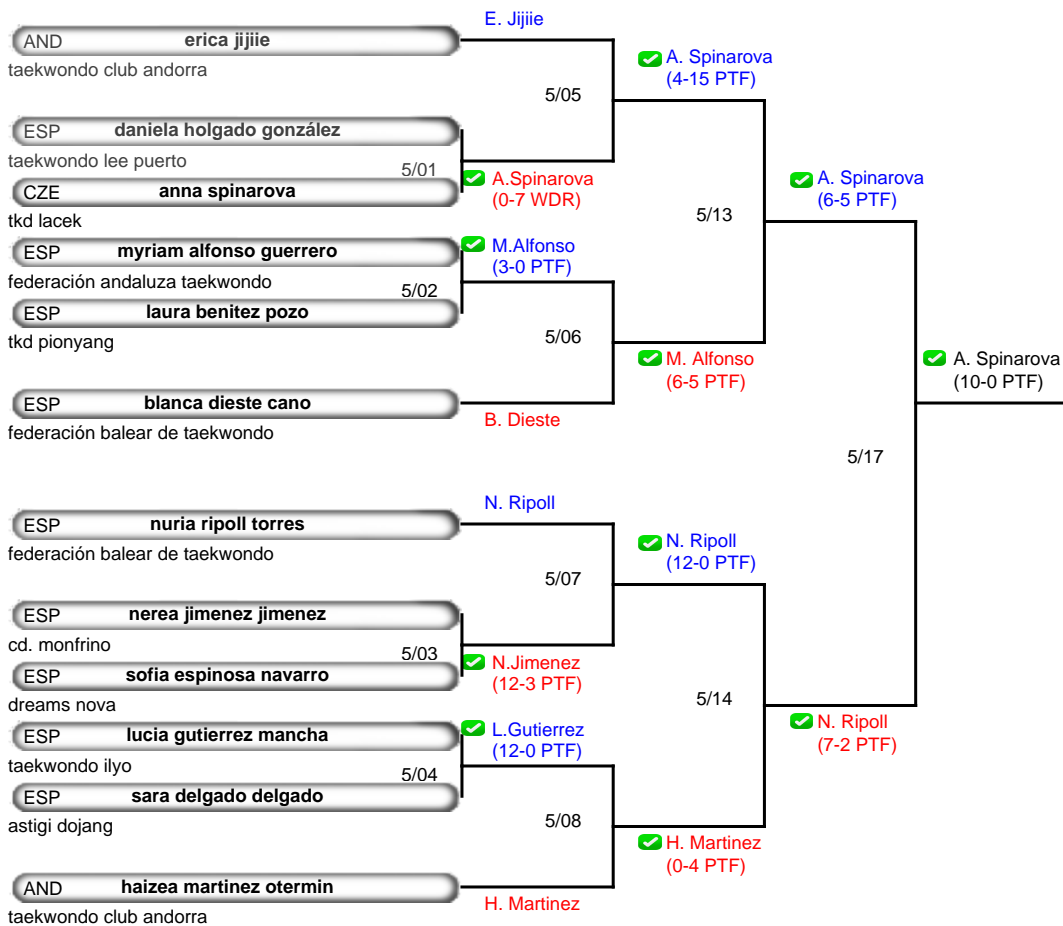 E. Jijiie
AND erica jijiie
taekwondo club andorra
A. Spinarova
(4-15 PTF)
5/05
ESP daniela holgado gonzález
taekwondo lee puerto
5/01
A.Spinarova
(0-7 WDR)
CZE anna spinarova
tkd lacek
A. Spinarova
(6-5 PTF)
5/13
ESP myriam alfonso guerrero
federación andaluza taekwondo
M.Alfonso
(3-0 PTF)
5/02
ESP laura benitez pozo
tkd pionyang
5/06
M. Alfonso
(6-5 PTF)
A. Spinarova
(10-0 PTF)
ESP blanca dieste cano
federación balear de taekwondo
B. Dieste
5/17
N. Ripoll
ESP nuria ripoll torres
federación balear de taekwondo
N. Ripoll
(12-0 PTF)
5/07
ESP nerea jimenez jimenez
cd. monfrino
5/03
N.Jimenez
(12-3 PTF)
ESP sofia espinosa navarro
dreams nova
5/14
N. Ripoll
(7-2 PTF)
ESP lucia gutierrez mancha
taekwondo ilyo
L.Gutierrez
(12-0 PTF)
5/04
ESP sara delgado delgado
astigi dojang
5/08
H. Martinez
(0-4 PTF)
AND haizea martinez otermin
taekwondo club andorra
H. Martinez